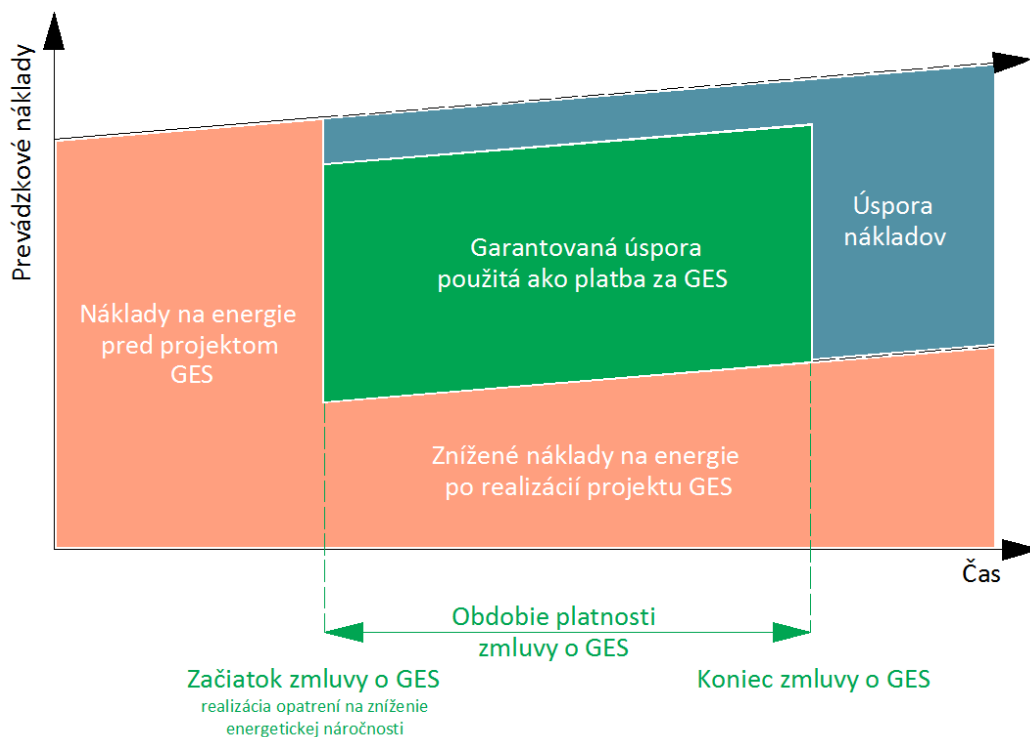 Prevádzkové náklady
Náklady na energie
pred projektom
GES
Garantovaná úspora
použitá ako platba za GES
Úspora
nákladov
Znížené náklady na energie
po realizácií projektu GES
Čas
Obdobie platnosti
zmluvy o GES
Začiatok zmluvy o GES
realizácia opatrení na zníženie
energetickej náročnosti
Koniec zmluvy o GES